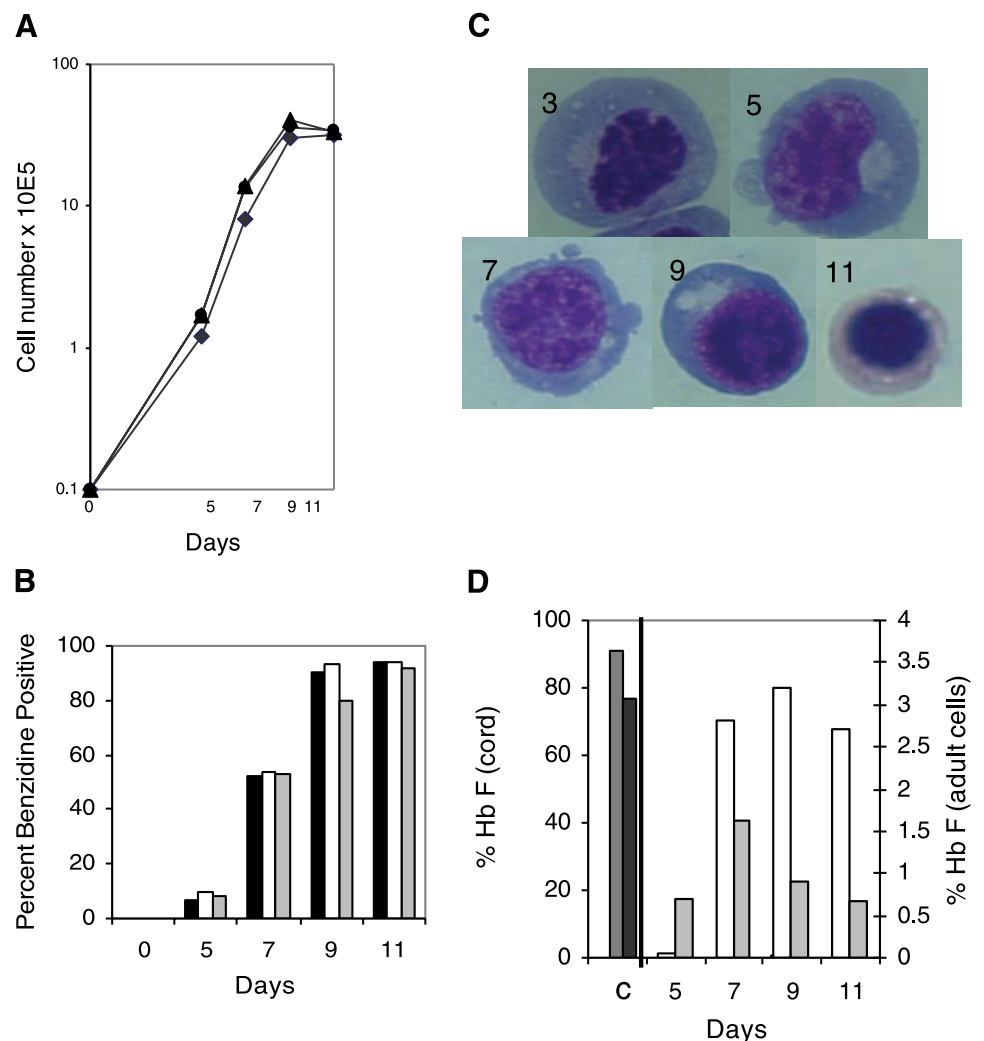 A
100
10
1
0.1
Cell number x 10E5
0 5 7 9 11
Days
C
3
5
7
9
11
B
Percent Benzidine Positive
100
80
60
40
20
0
0 5 7 9 11
Days
D
% Hb F (cord)
100
80
60
40
20
0
4
3.5
3
2.5
2
1.5
1
0.5
0
% Hb F (adult cells)
C 5 7 9 11
Days